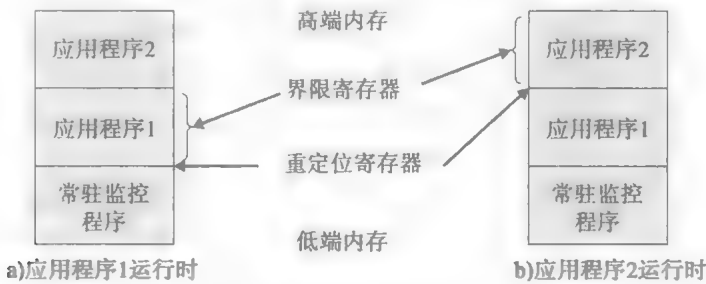 应用程序2
应用程序1
常驻监控
程序
a)应用程序1运行时
高端内存
界限寄存器
重定位寄存器
低端内存
应用程序2
应用程序1
常驻监控
程序
b)应用程序2运行时